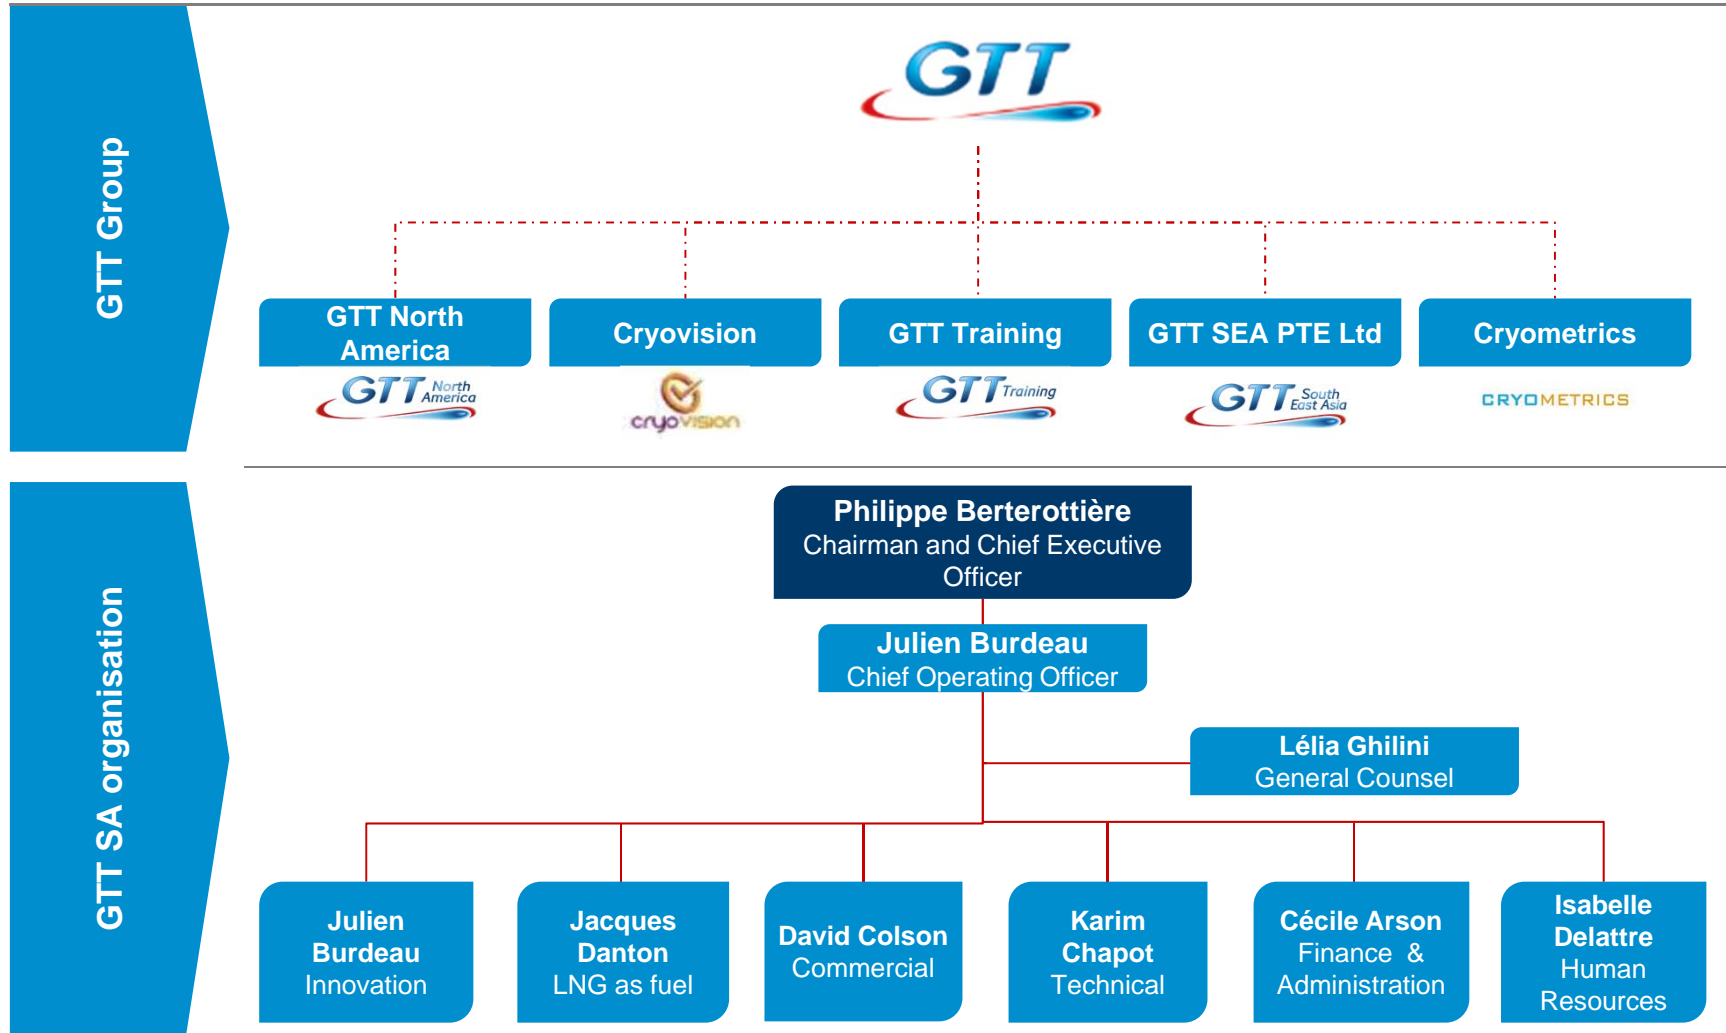 GTT Group
GTT
GTT North
America
Cryovision
GTT Training
GTT SEA PTE Ltd
Cryometrics
GTT North
America
cryovision
GTT Training
GTT South
East Asia
CRYOMETRICS
GTT SA organisation
Philippe Berterottière
Chairman and Chief Executive
Officer
Julien Burdeau
Chief Operating Officer
Lélia Ghilini
General Counsel
Julien
Burdeau
Innovation
Jacques
Danton
LNG as fuel
David Colson
Commercial
Karim
Chapot
Technical
Cécile Arson
Finance &
Administration
Isabelle
Delattre
Human
Resources